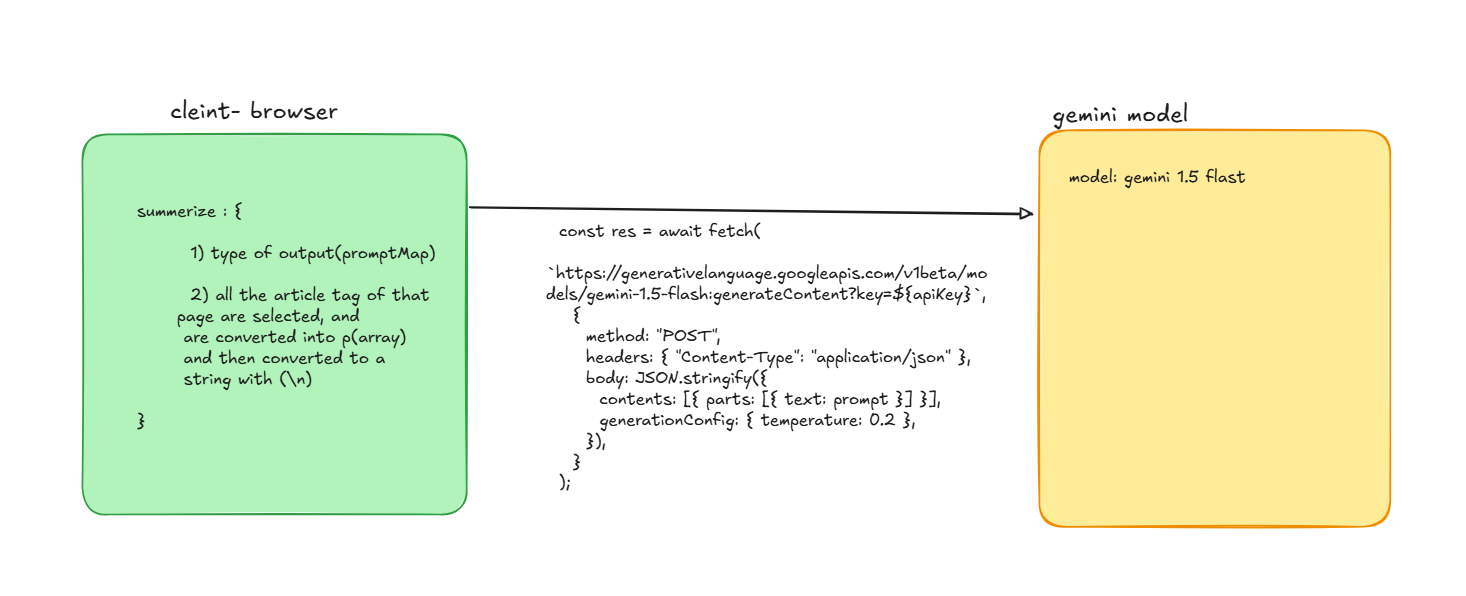 cleint- browser
summerize : {
1) type of output(promptMap)
2) all the article tag of that
page are selected, and
are converted into p(array)
and then converted to a
string with (\n)
}
const res = await fetch(
`https://generativelanguage.googleapis.com/v1beta/mo
dels/gemini-1.5-flash:generateContent?key=${apiKey}`,
{
method: "POST",
headers: { "Content-Type": "application/json" },
body: JSON.stringify({
contents: [{ parts: [{ text: prompt }] }],
generationConfig: { temperature: 0.2 },
}),
}
);
gemini model
model: gemini 1.5 flast